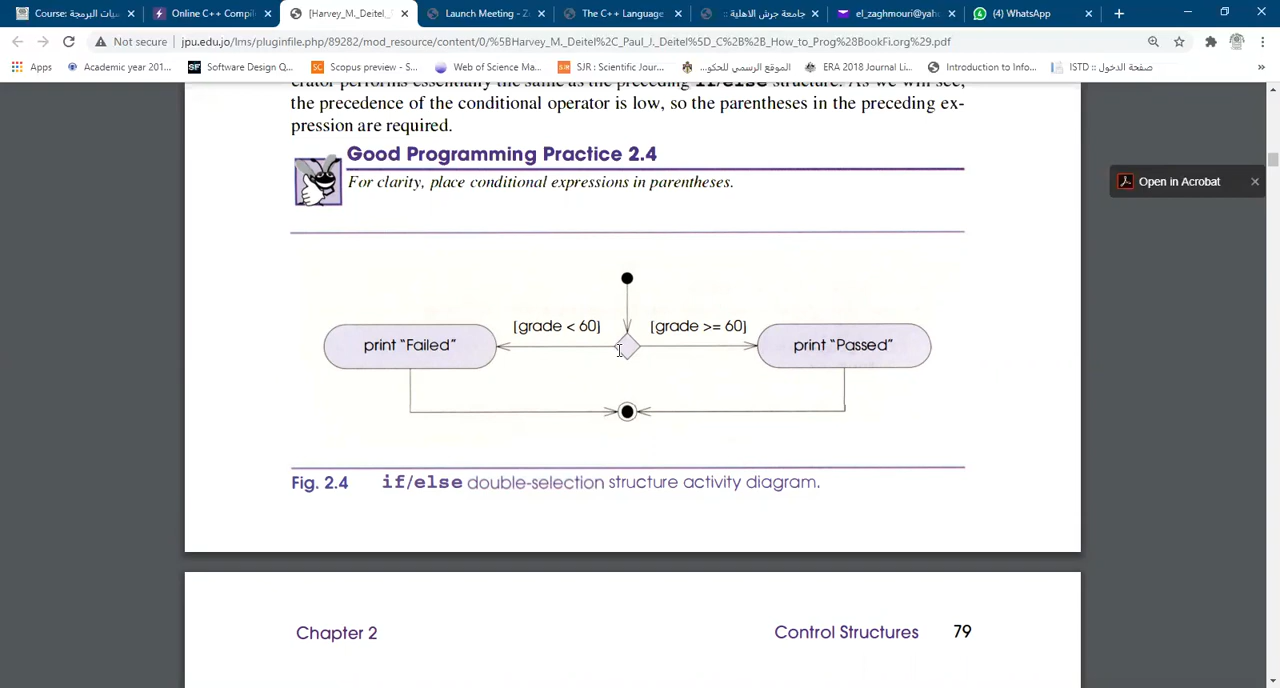 Course: أساسيات البرمجة
Online C++ Compil
[Harvey_M._Deitel_
Launch Meeting - Z
The C++ Language
جامعة جرش الاهلية ::
el_zaghmouri@yah
(4) WhatsApp
Not secure | jpu.edu.jo/lms/pluginfile.php/89282/mod_resource/content/0/%5BHarvey_M._Deitel%2C_Paul_J._Deitel%5D_C%2B%2B_How_to_Prog%28BookFi.org%29.pdf
Apps
Academic year 201...
Software Design Q...
Scopus preview - S...
Web of Science Ma...
SJR : Scientific Jour...
الموقع الرسمي للحكو...
ERA 2018 Journal Li...
Introduction to Info...
ISTD :: صفحة الدخول
»
erator performs essentially the same as the preceding if/else structure. As we will see,
the precedence of the conditional operator is low, so the parentheses in the preceding ex-
pression are required.
Good Programming Practice 2.4
For clarity, place conditional expressions in parentheses.
Open in Acrobat
[grade < 60]
[grade >= 60]
print “Failed”
print “Passed”
Fig. 2.4 if/else double-selection structure activity diagram.
Chapter 2
Control Structures 79